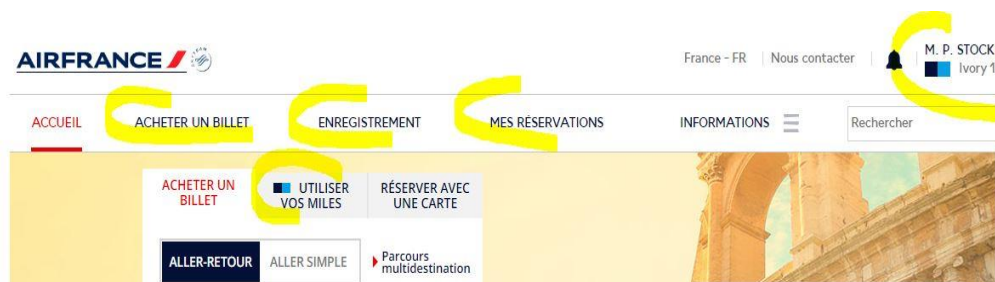 AIRFRANCE
France - FR
Nous contacter
M. P. STOCK
Ivory 1
ACCUEIL
ACHETER UN BILLET
ENREGISTREMENT
MES RÉSERVATIONS
INFORMATIONS
Rechercher
ACHETER UN
BILLET
UTILISER
VOS MILES
RÉSERVER AVEC
UNE CARTE
ALLER-RETOUR
ALLER SIMPLE
Parcours
multidestination